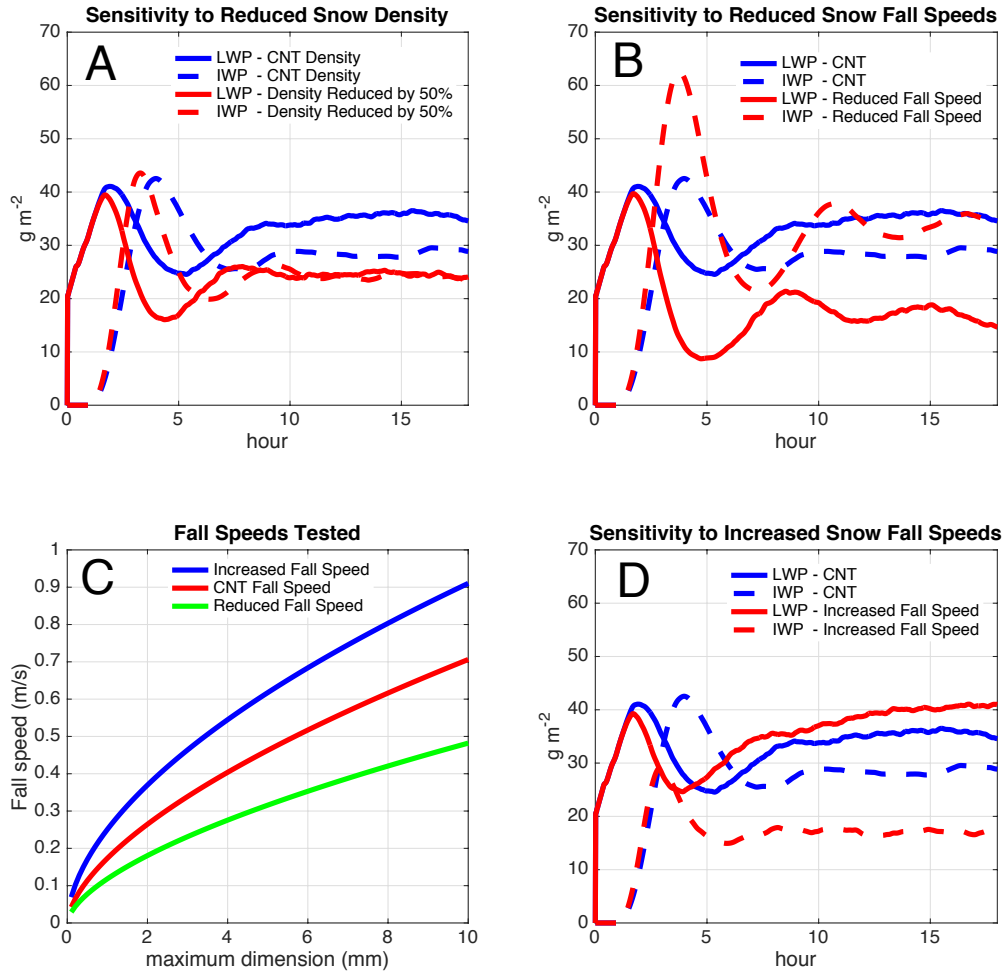 Sensitivity to Reduced Snow Density
70
60
50
40
30
20
10
0
g m-2
A
LWP - CNT Density
IWP - CNT Density
LWP - Density Reduced by 50%
IWP - Density Reduced by 50%
0 5 10 15
hour
Sensitivity to Reduced Snow Fall Speeds
70
60
50
40
30
20
10
0
g m-2
B
LWP - CNT
IWP - CNT
LWP - Reduced Fall Speed
IWP - Reduced Fall Speed
0 5 10 15
hour
Fall Speeds Tested
1
0.9
0.8
0.7
0.6
0.5
0.4
0.3
0.2
0.1
0
Fall speed (m/s)
C
Increased Fall Speed
CNT Fall Speed
Reduced Fall Speed
0 2 4 6 8 10
maximum dimension (mm)
Sensitivity to Increased Snow Fall Speeds
70
60
50
40
30
20
10
0
g m-2
D
LWP - CNT
IWP - CNT
LWP - Increased Fall Speed
IWP - Increased Fall Speed
0 5 10 15
hour